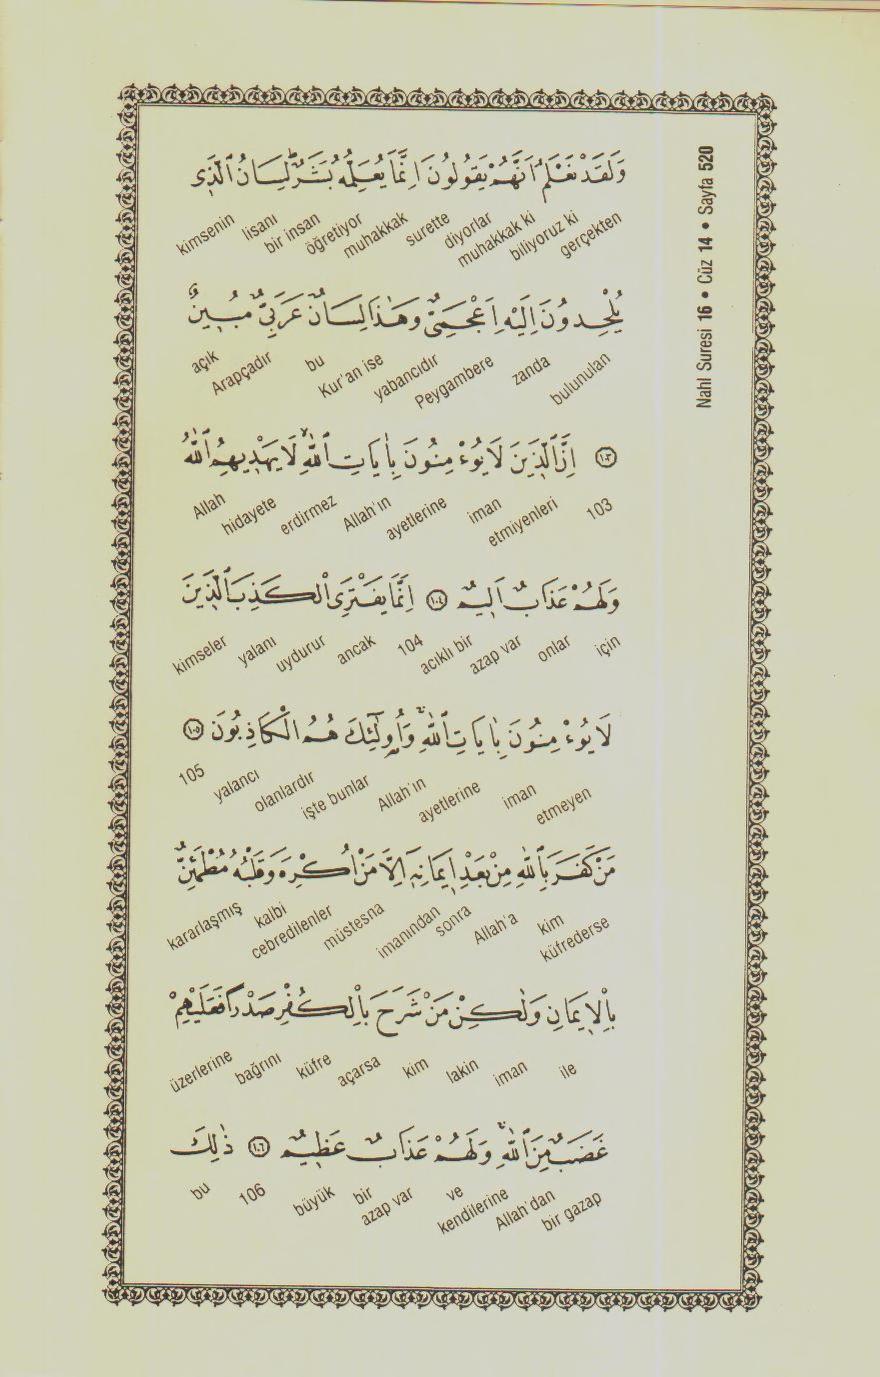 Nahl Suresi 16 • Cüz 14 • Sayfa 520
وَلَقَدْ نَعْلَمُ اَنَّهُمْ يَقُولُونَ اِنَّمَا يُعَلِّمُهُ بَشَرٌ لِسَانُ الَّذِى
gerçekten biliyoruz ki muhakkak ki diyorlar surette muhakkak öğretiyor bir insan lisanı kimsenin
يُلْحِدُونَ اِلَيْهِ اَعْجَمِىٌّ وَهٰذَا لِسَانٌ عَرَبِىٌّ مُبِينٌ
bulunulan zanda Peygambere yabancıdır Kur'an ise bu Arapçadır açık
﴿١٠٣﴾ اِنَّ الَّذِينَ لَا يُؤْمِنُونَ بِاٰيَاتِ اللّٰهِ لَا يَهْدِيهِمُ اللّٰهُ
103 etmiyenleri iman ayetlerine Allah'ın erdirmez hidayete Allah
وَلَهُمْ عَذَابٌ اَلِيمٌ ﴿١٠٤﴾ اِنَّمَا يَفْتَرِى الْكَذِبَ الَّذِينَ
için onlar azap var acıklı bir 104 ancak uydurur yalanı kimseler
لَا يُؤْمِنُونَ بِاٰيَاتِ اللّٰهِ وَاُولٰئِكَ هُمُ الْكَاذِبُونَ ﴿١٠٥﴾
etmeyen iman ayetlerine Allah'ın işte bunlar olanlardır yalancı 105
مَنْ كَفَرَ بِاللّٰهِ مِنْ بَعْدِ اِيمَانِهِ اِلَّا مَنْ اُكْرِهَ وَقَلْبُهُ مُطْمَئِنٌّ
küfrederse kim Allah'a sonra imanından müstesna cebredilenler kalbi kararlaşmış
بِالْاِيمَانِ وَلٰكِنْ مَنْ شَرَحَ بِالْكُفْرِ صَدْرًا فَعَلَيْهِمْ
ile iman lakin kim açarsa küfre bağrını üzerlerine
غَضَبٌ مِنَ اللّٰهِ وَلَهُمْ عَذَابٌ عَظِيمٌ ﴿١٠٦﴾ ذٰلِكَ
bir gazap Allah'dan kendilerine ve azap var bir büyük 106 bu